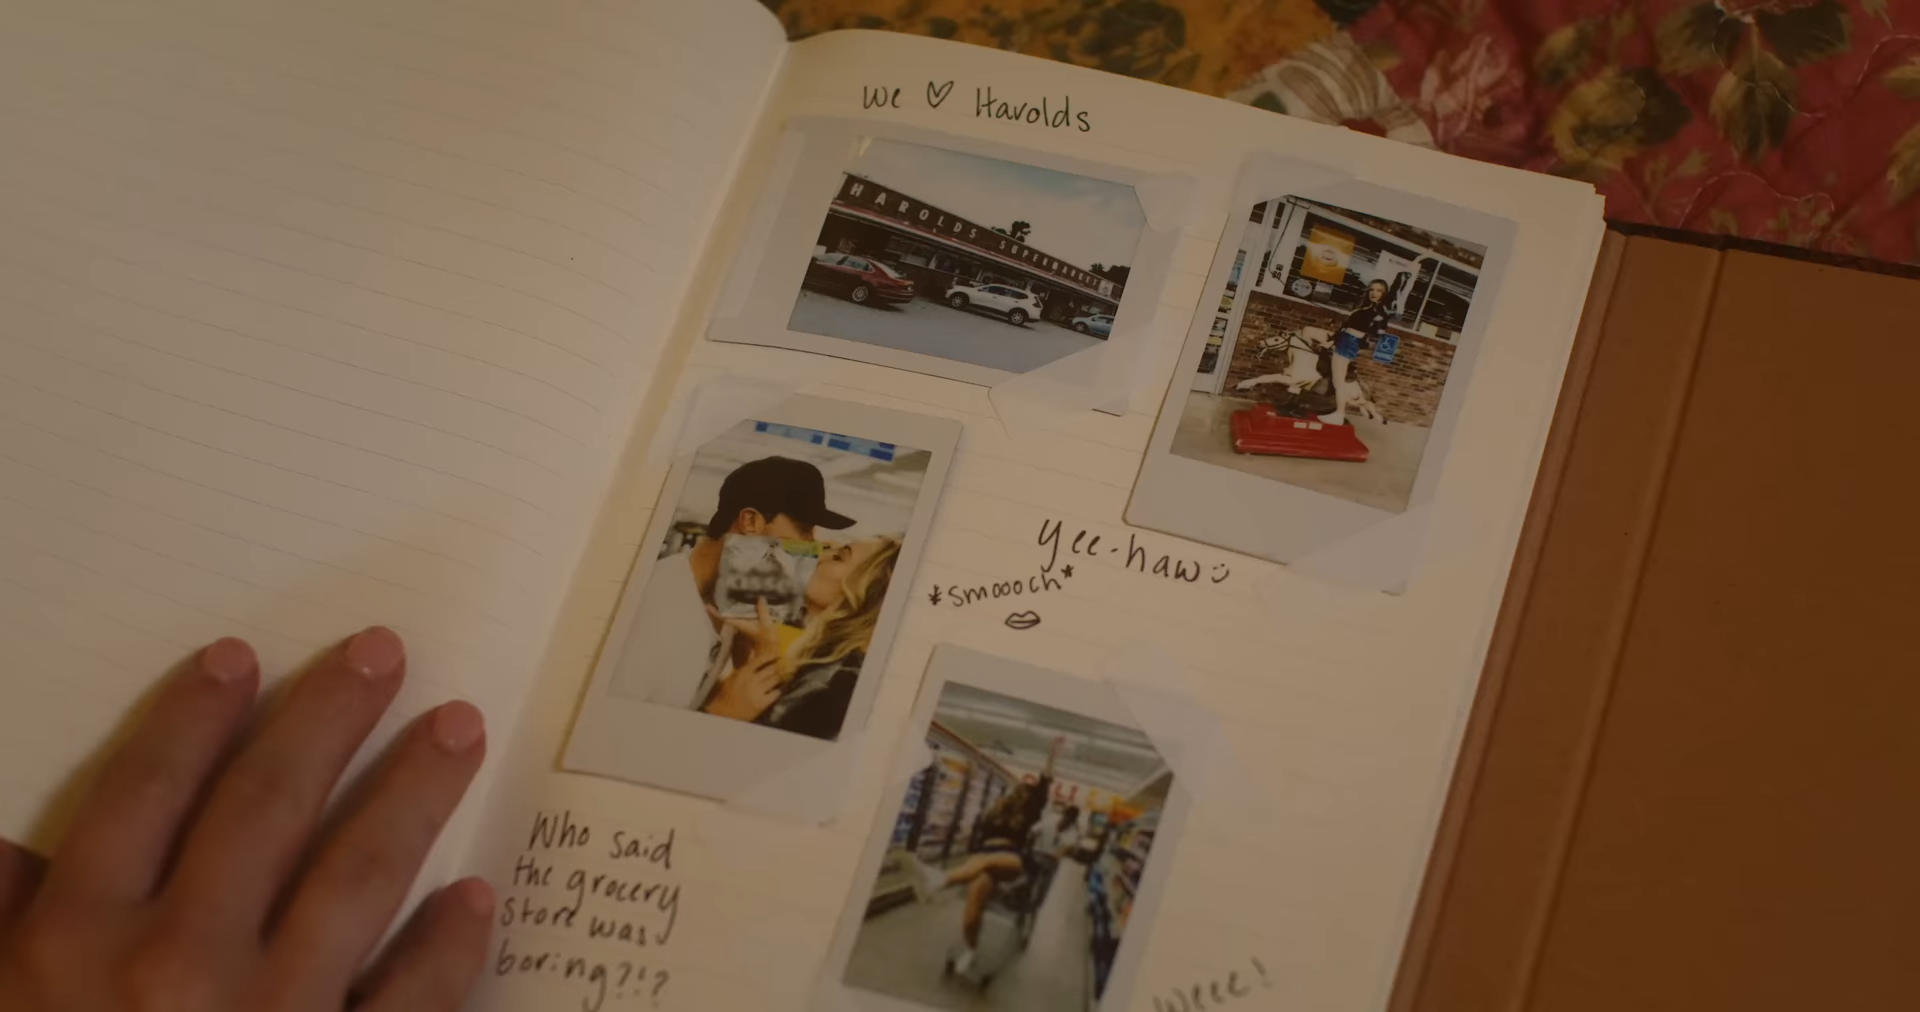 we ♡ Harolds
HAROLDS SUPERMARKET
yee-haw
*smoooch*
Who said
the grocery
store was
boring?!?
weee!